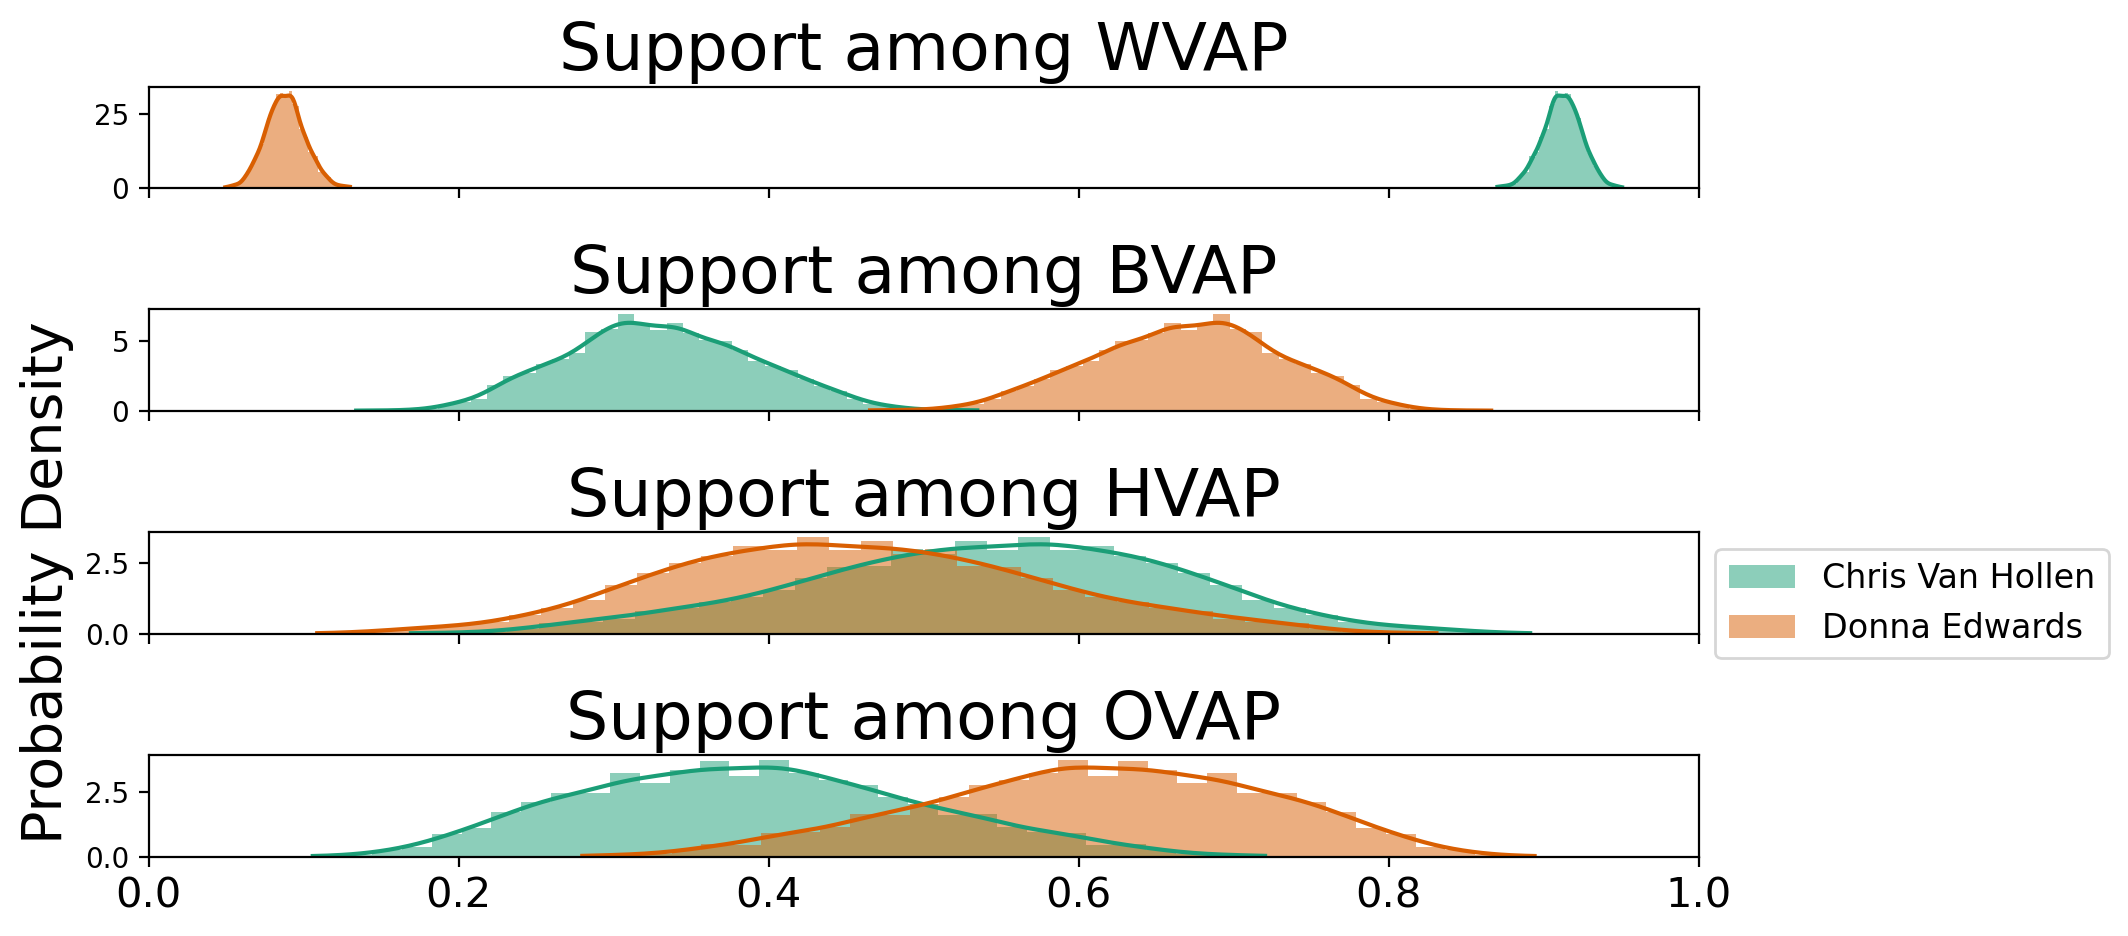 Support among WVAP
25
0
Support among BVAP
5
0
Support among HVAP
2.5
0.0
Support among OVAP
2.5
0.0
0.0 0.2 0.4 0.6 0.8 1.0
Probability Density
Chris Van Hollen
Donna Edwards